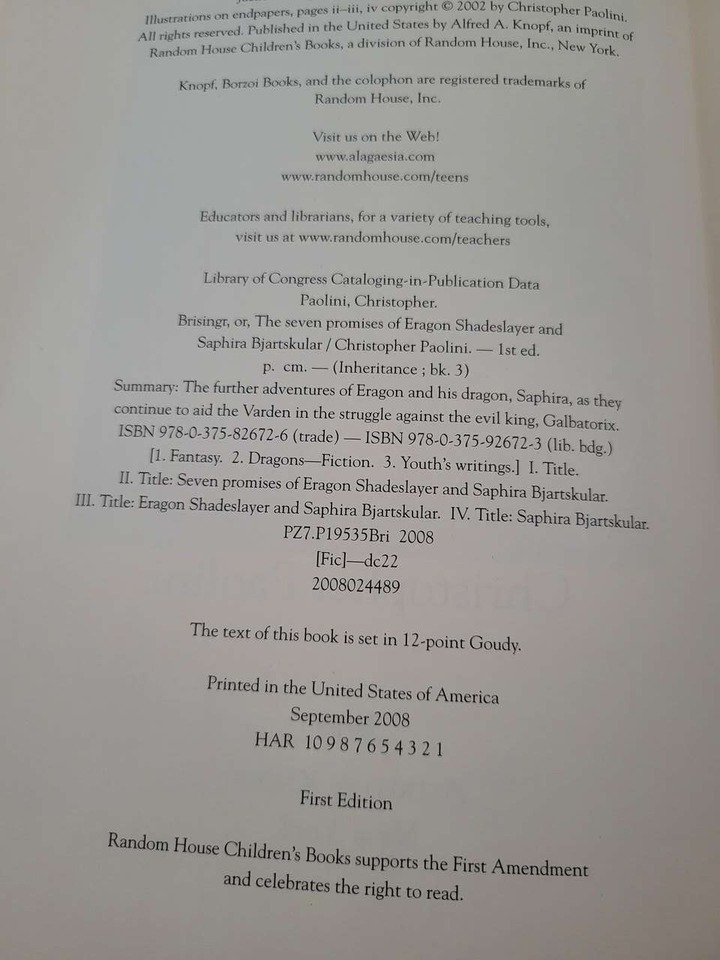 Illustrations on endpapers, pages ii–iii, iv copyright © 2002 by Christopher Paolini.
All rights reserved. Published in the United States by Alfred A. Knopf, an imprint of
Random House Children's Books, a division of Random House, Inc., New York.
Knopf, Borzoi Books, and the colophon are registered trademarks of
Random House, Inc.
Visit us on the Web!
www.alagaesia.com
www.randomhouse.com/teens
Educators and librarians, for a variety of teaching tools,
visit us at www.randomhouse.com/teachers
Library of Congress Cataloging-in-Publication Data
Paolini, Christopher.
Brisingr, or, The seven promises of Eragon Shadeslayer and
Saphira Bjartskular / Christopher Paolini. — 1st ed.
p. cm. — (Inheritance ; bk. 3)
Summary: The further adventures of Eragon and his dragon, Saphira, as they
continue to aid the Varden in the struggle against the evil king, Galbatorix.
ISBN 978-0-375-82672-6 (trade) — ISBN 978-0-375-92672-3 (lib. bdg.)
[1. Fantasy. 2. Dragons—Fiction. 3. Youth's writings.] I. Title.
II. Title: Seven promises of Eragon Shadeslayer and Saphira Bjartskular.
III. Title: Eragon Shadeslayer and Saphira Bjartskular. IV. Title: Saphira Bjartskular.
PZ7.P19535Bri 2008
[Fic]—dc22
2008024489
The text of this book is set in 12-point Goudy.
Printed in the United States of America
September 2008
HAR 10 9 8 7 6 5 4 3 2 1
First Edition
Random House Children's Books supports the First Amendment
and celebrates the right to read.